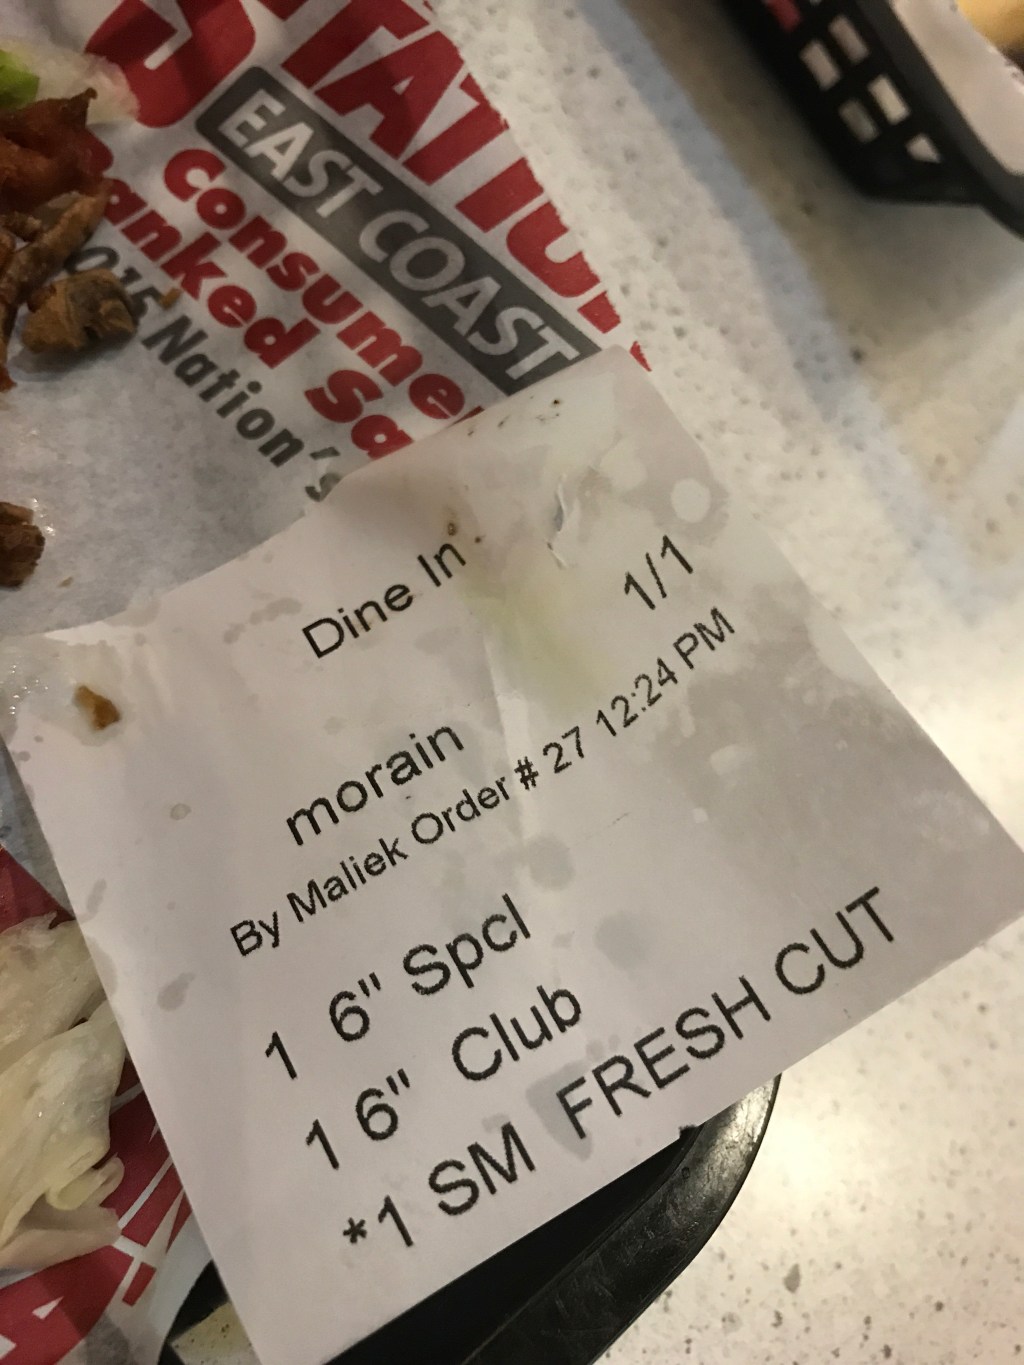 EAST COAST
consume
anked Sa
Nation's
Dine In
1/1
morain
By Maliek Order # 27 12:24 PM
1 6" Spcl
1 6" Club
*1 SM FRESH CUT